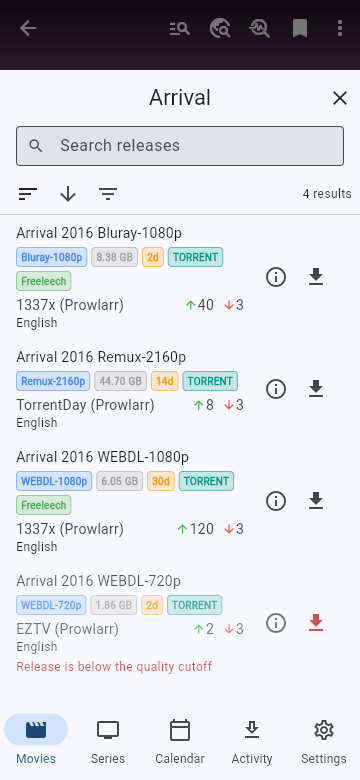 Arrival
Search releases
4 results
Arrival 2016 Bluray-1080p
Bluray-1080p 8.38 GB 2d TORRENT
Freeleech
1337x (Prowlarr) 40 3
English
Arrival 2016 Remux-2160p
Remux-2160p 44.70 GB 14d TORRENT
TorrentDay (Prowlarr) 8 3
English
Arrival 2016 WEBDL-1080p
WEBDL-1080p 6.05 GB 30d TORRENT
Freeleech
1337x (Prowlarr) 120 3
English
Arrival 2016 WEBDL-720p
WEBDL-720p 1.86 GB 2d TORRENT
EZTV (Prowlarr) 2 3
English
Release is below the quality cutoff
Movies Series Calendar Activity Settings